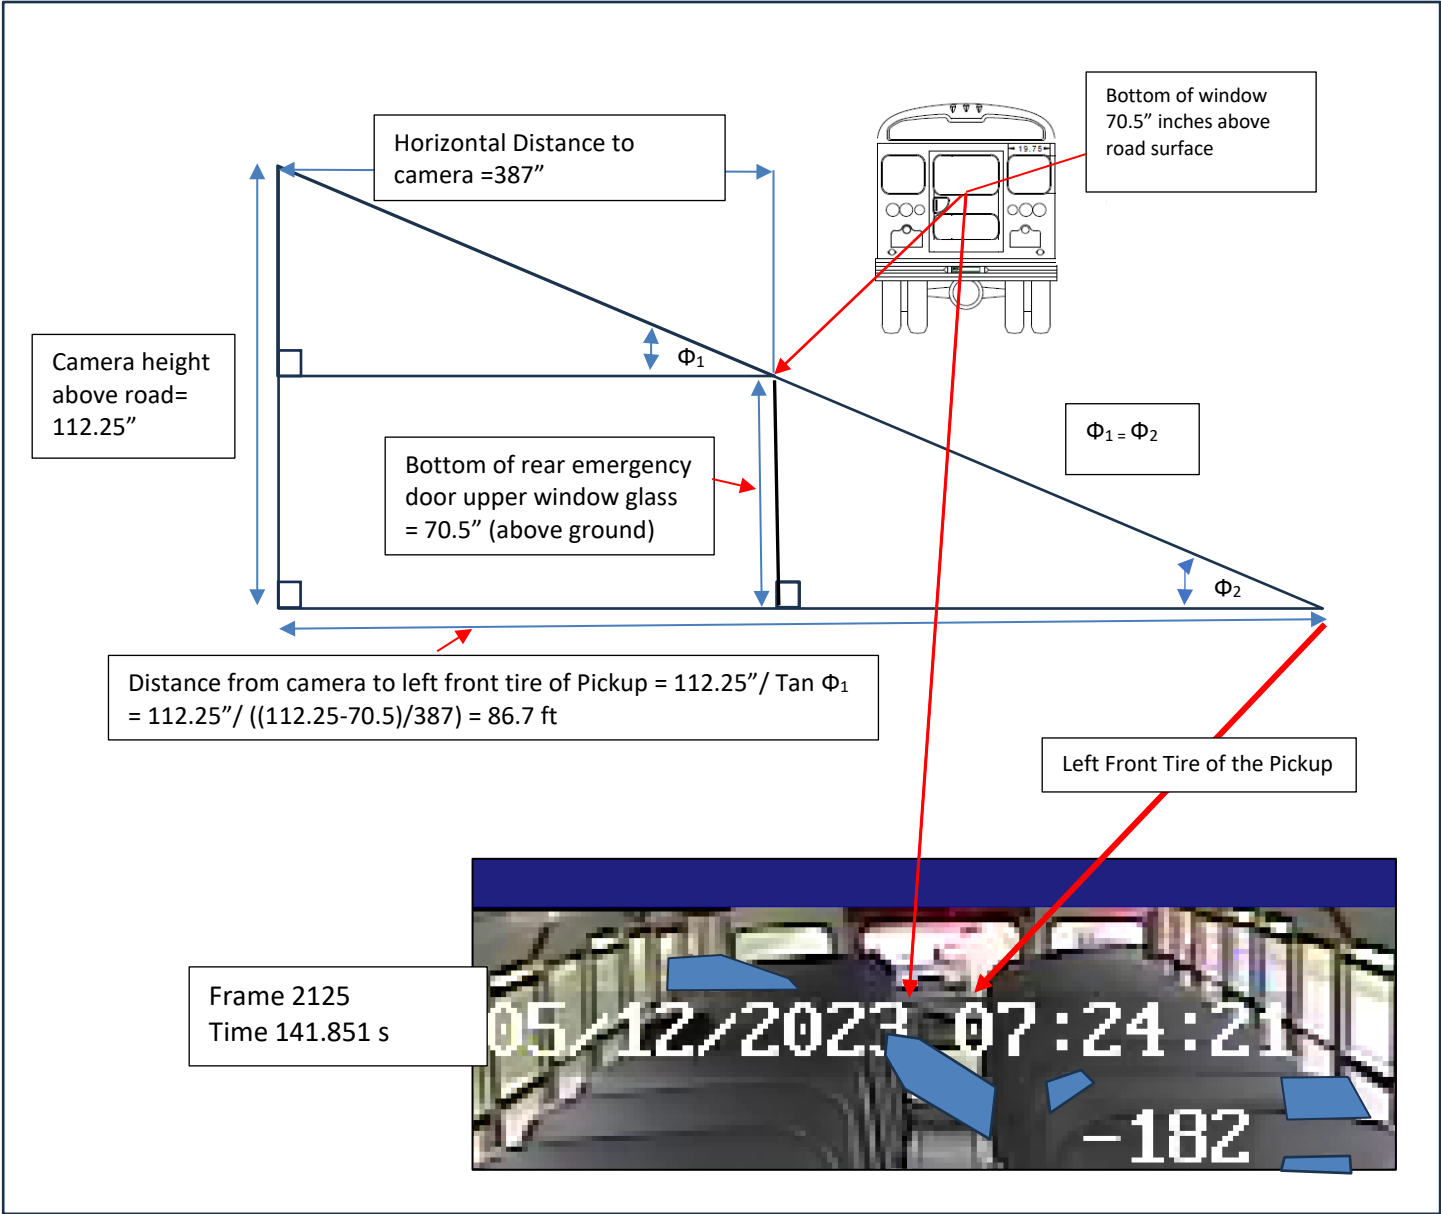 Bottom of window
70.5” inches above
road surface
Horizontal Distance to
camera =387”
19.75
Φ1
Camera height
above road=
112.25”
Φ1 = Φ2
Bottom of rear emergency
door upper window glass
= 70.5” (above ground)
Φ2
Distance from camera to left front tire of Pickup = 112.25”/ Tan Φ1
= 112.25”/ ((112.25-70.5)/387) = 86.7 ft
Left Front Tire of the Pickup
Frame 2125
Time 141.851 s
05/12/2023 07:24:21
-182